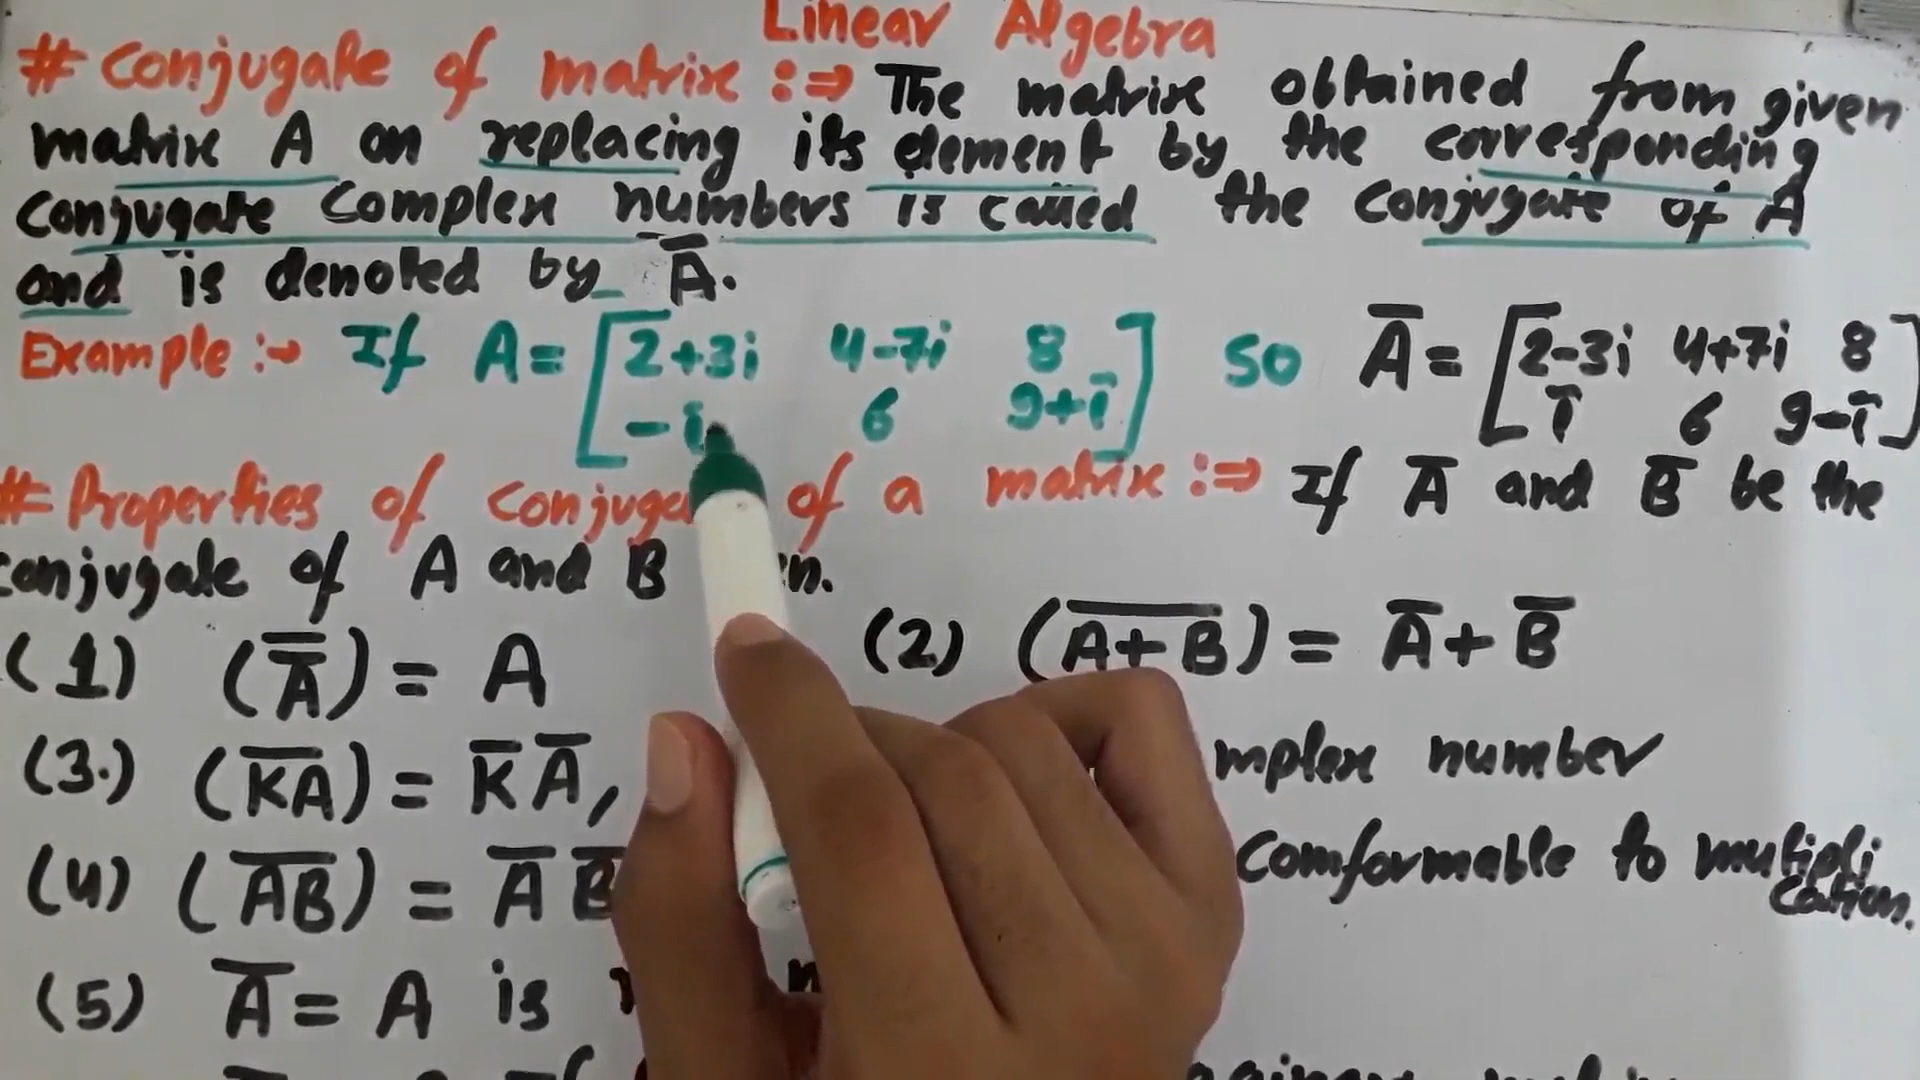 Linear Algebra
# Conjugate of matrix :⇒ The matrix obtained from given
matrix A on replacing its element by the corresponding
conjugate complex numbers is called the conjugate of A
and is denoted by A̅.
Example :→ If A = [2+3i 4-7i 8 so A̅ = [2-3i 4+7i 8
-i 6 9+i] i 6 9-i]
# Properties of conjuga of a matrix :⇒ If A̅ and B̅ be the
conjugate of A and B en.
(1) (A̿) = A (2) (A̅+̅B̅) = A̅ + B̅
(3.) (K̅A̅) = K̅ A̅, mplex number
(4) (A̅B̅) = A̅ B̅ Comformable to multipli
cation.
(5) A̅ = A is